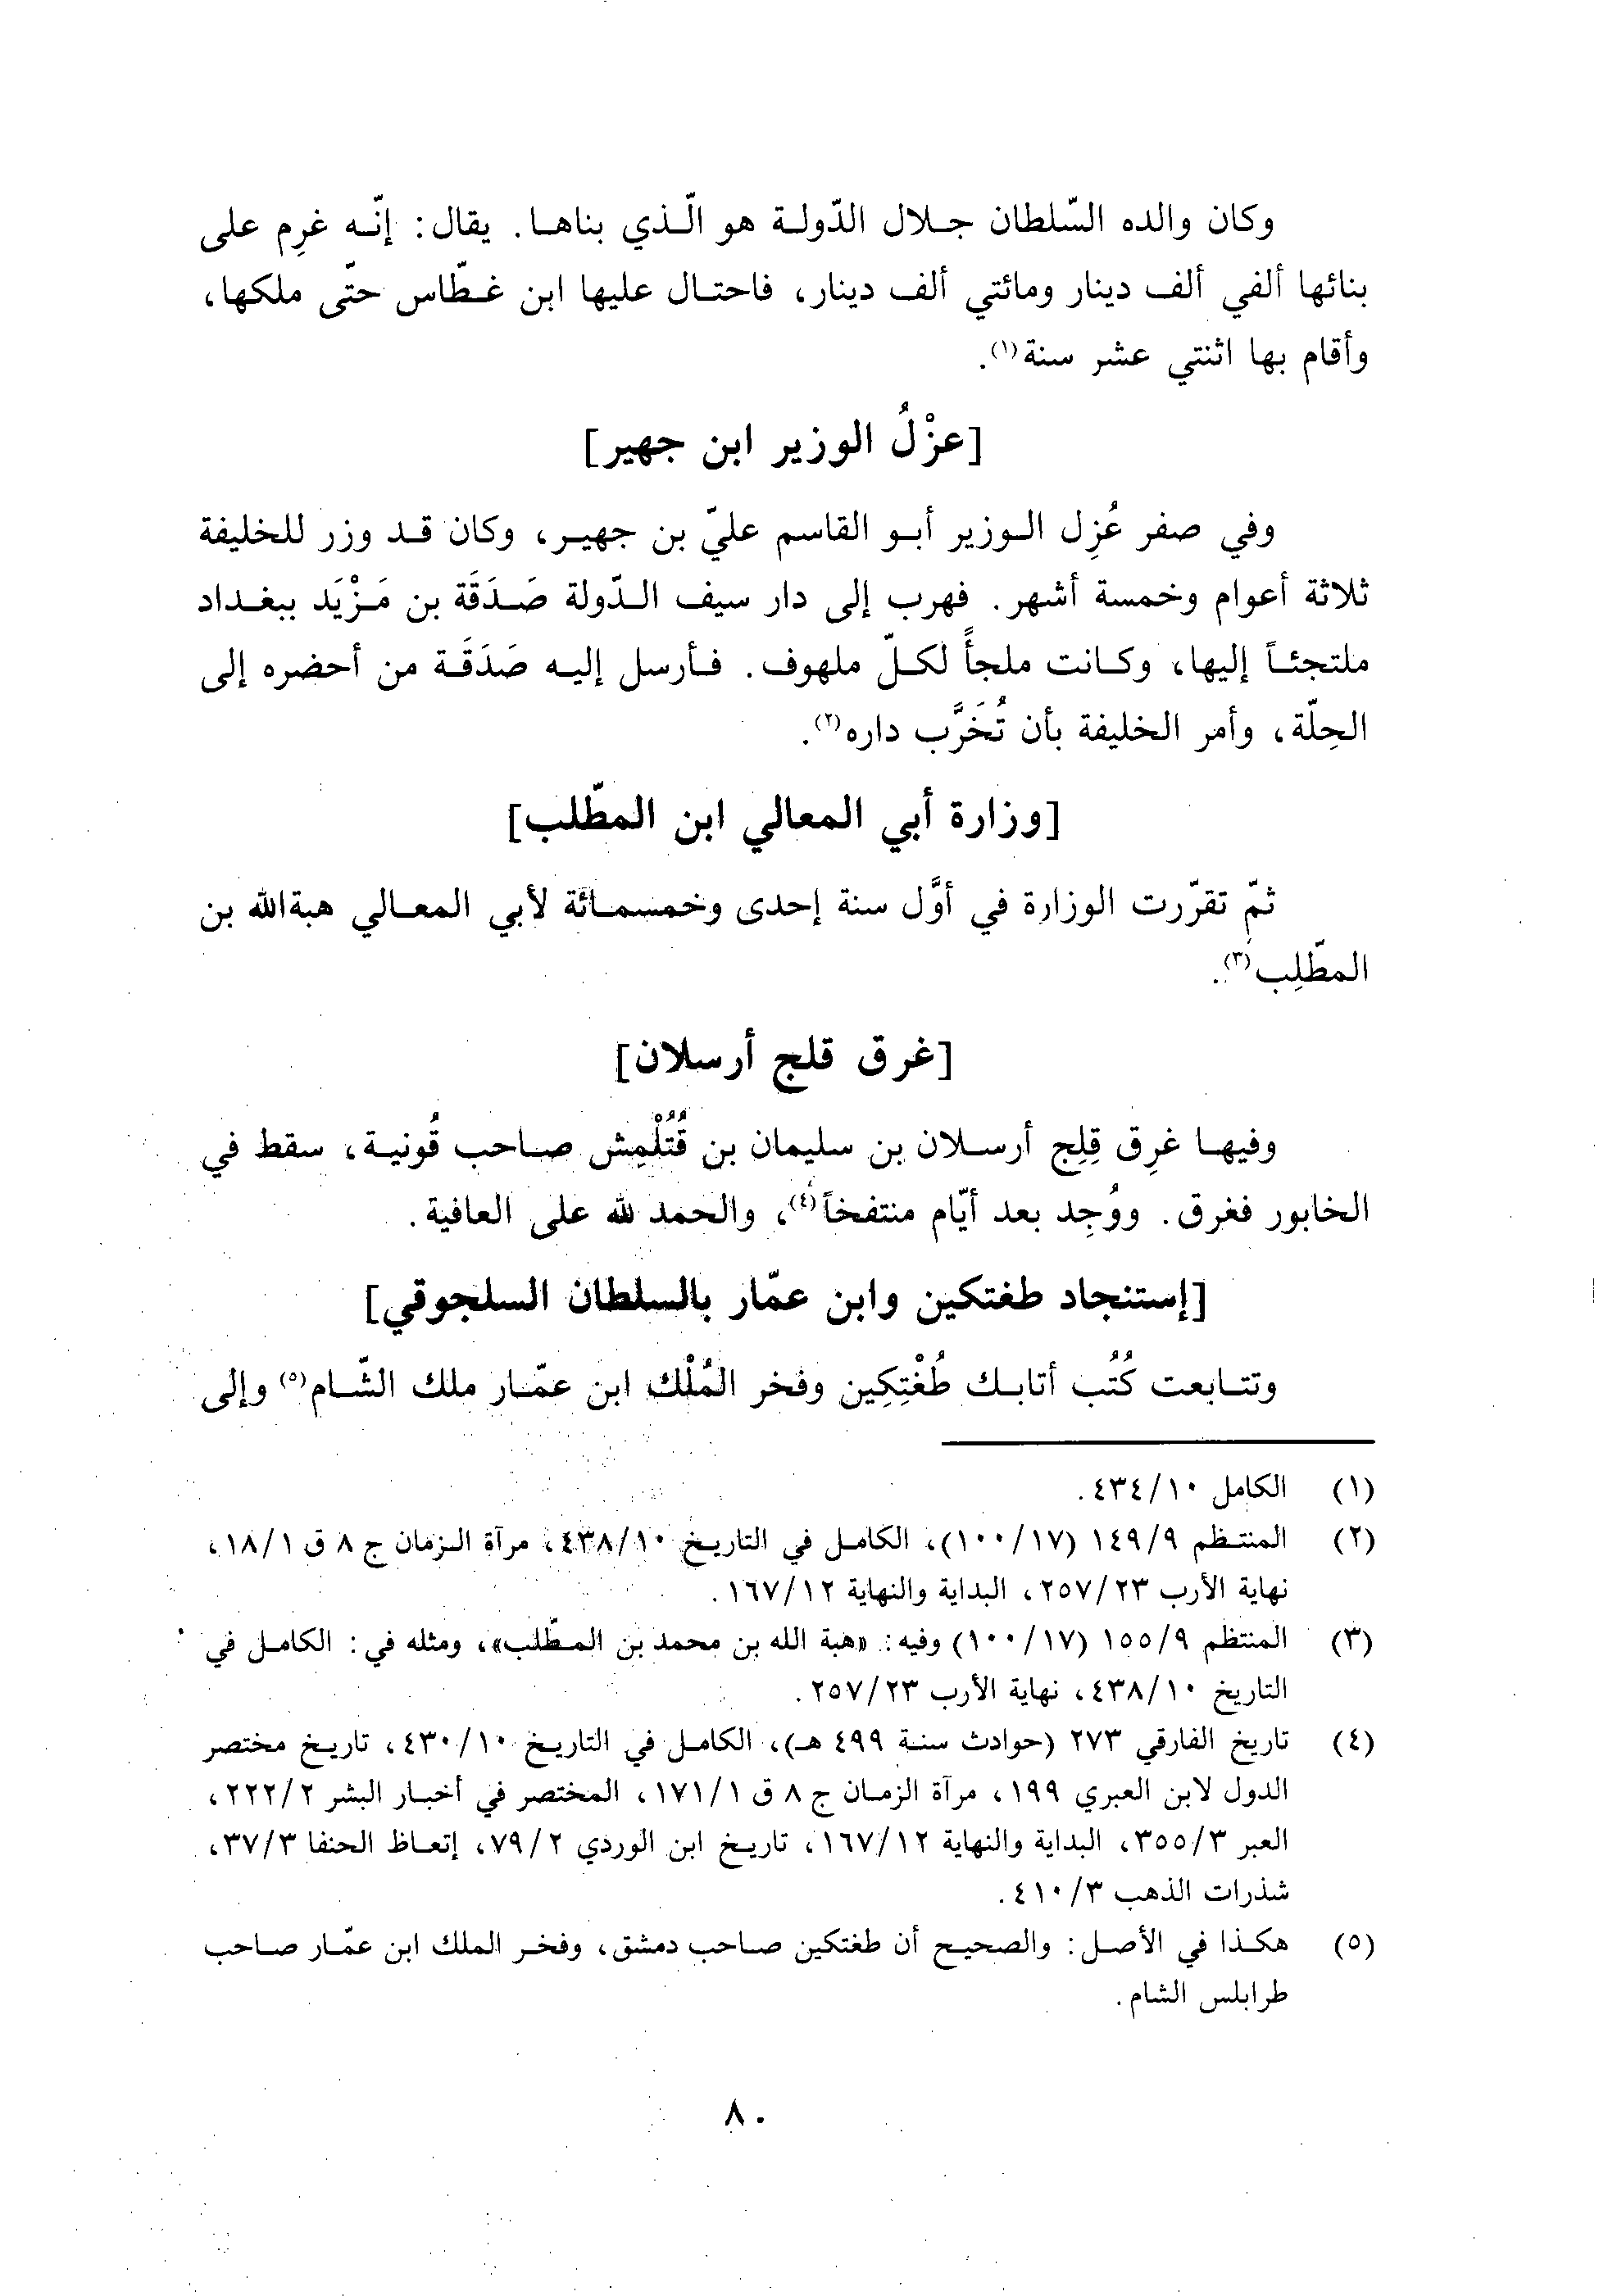 وكان والده السّلطان جلال الدّولة هو الّذي بناها. يقال: إنّه غرِم على
بنائها ألفي ألف دينار ومائتي ألف دينار، فاحتال عليها ابن غطّاس حتّى ملكها،
وأقام بها اثنتي عشر سنة(١).
[عزْلُ الوزير ابن جهير]
وفي صفر عُزِل الوزير أبو القاسم عليّ بن جهير، وكان قد وزر للخليفة
ثلاثة أعوام وخمسة أشهر. فهرب إلى دار سيف الدّولة صَدَقَة بن مَزْيَد ببغداد
ملتجئاً إليها، وكانت ملجأً لكلّ ملهوف. فأرسل إليه صَدَقَة من أحضره إلى
الحِلّة، وأمر الخليفة بأن تُخَرَّب داره(٢).
[وزارة أبي المعالي ابن المطّلب]
ثمّ تقرّرت الوزارة في أوَّل سنة إحدى وخمسمائة لأبي المعالي هبةالله بن
المطّلِب(٣).
[غرق قلج أرسلان]
وفيها غرِق قِلِج أرسلان بن سليمان بن قُتُلْمِش صاحب قُونية، سقط في
الخابور فغرق. ووُجِد بعد أيّام منتفخاً(٤)، والحمد لله على العافية.
[إستنجاد طغتكين وابن عمّار بالسلطان السلجوقي]
وتتابعت كُتُب أتابك طُغْتِكِين وفخر المُلْك ابن عمّار ملك الشّام(٥) وإلى
(١) الكامل ٤٣٤/١٠.
(٢) المنتظم ١٤٩/٩ (١٠٠/١٧)، الكامل في التاريخ ٤٣٨/١٠، مرآة الزمان ج ٨ ق ١٨/١،
نهاية الأرب ٢٥٧/٢٣، البداية والنهاية ١٦٧/١٢.
(٣) المنتظم ١٥٥/٩ (١٠٠/١٧) وفيه: «هبة الله بن محمد بن المطّلب»، ومثله في: الكامل في
التاريخ ٤٣٨/١٠، نهاية الأرب ٢٥٧/٢٣.
(٤) تاريخ الفارقي ٢٧٣ (حوادث سنة ٤٩٩ هـ)، الكامل في التاريخ ٤٣٠/١٠، تاريخ مختصر
الدول لابن العبري ١٩٩، مرآة الزمان ج ٨ ق ١٧١/١، المختصر في أخبار البشر ٢٢٢/٢،
العبر ٣٥٥/٣، البداية والنهاية ١٦٧/١٢، تاريخ ابن الوردي ٧٩/٢، إتعاظ الحنفا ٣٧/٣،
شذرات الذهب ٤١٠/٣.
(٥) هكذا في الأصل: والصحيح أن طغتكين صاحب دمشق، وفخر الملك ابن عمّار صاحب
طرابلس الشام.
٨٠